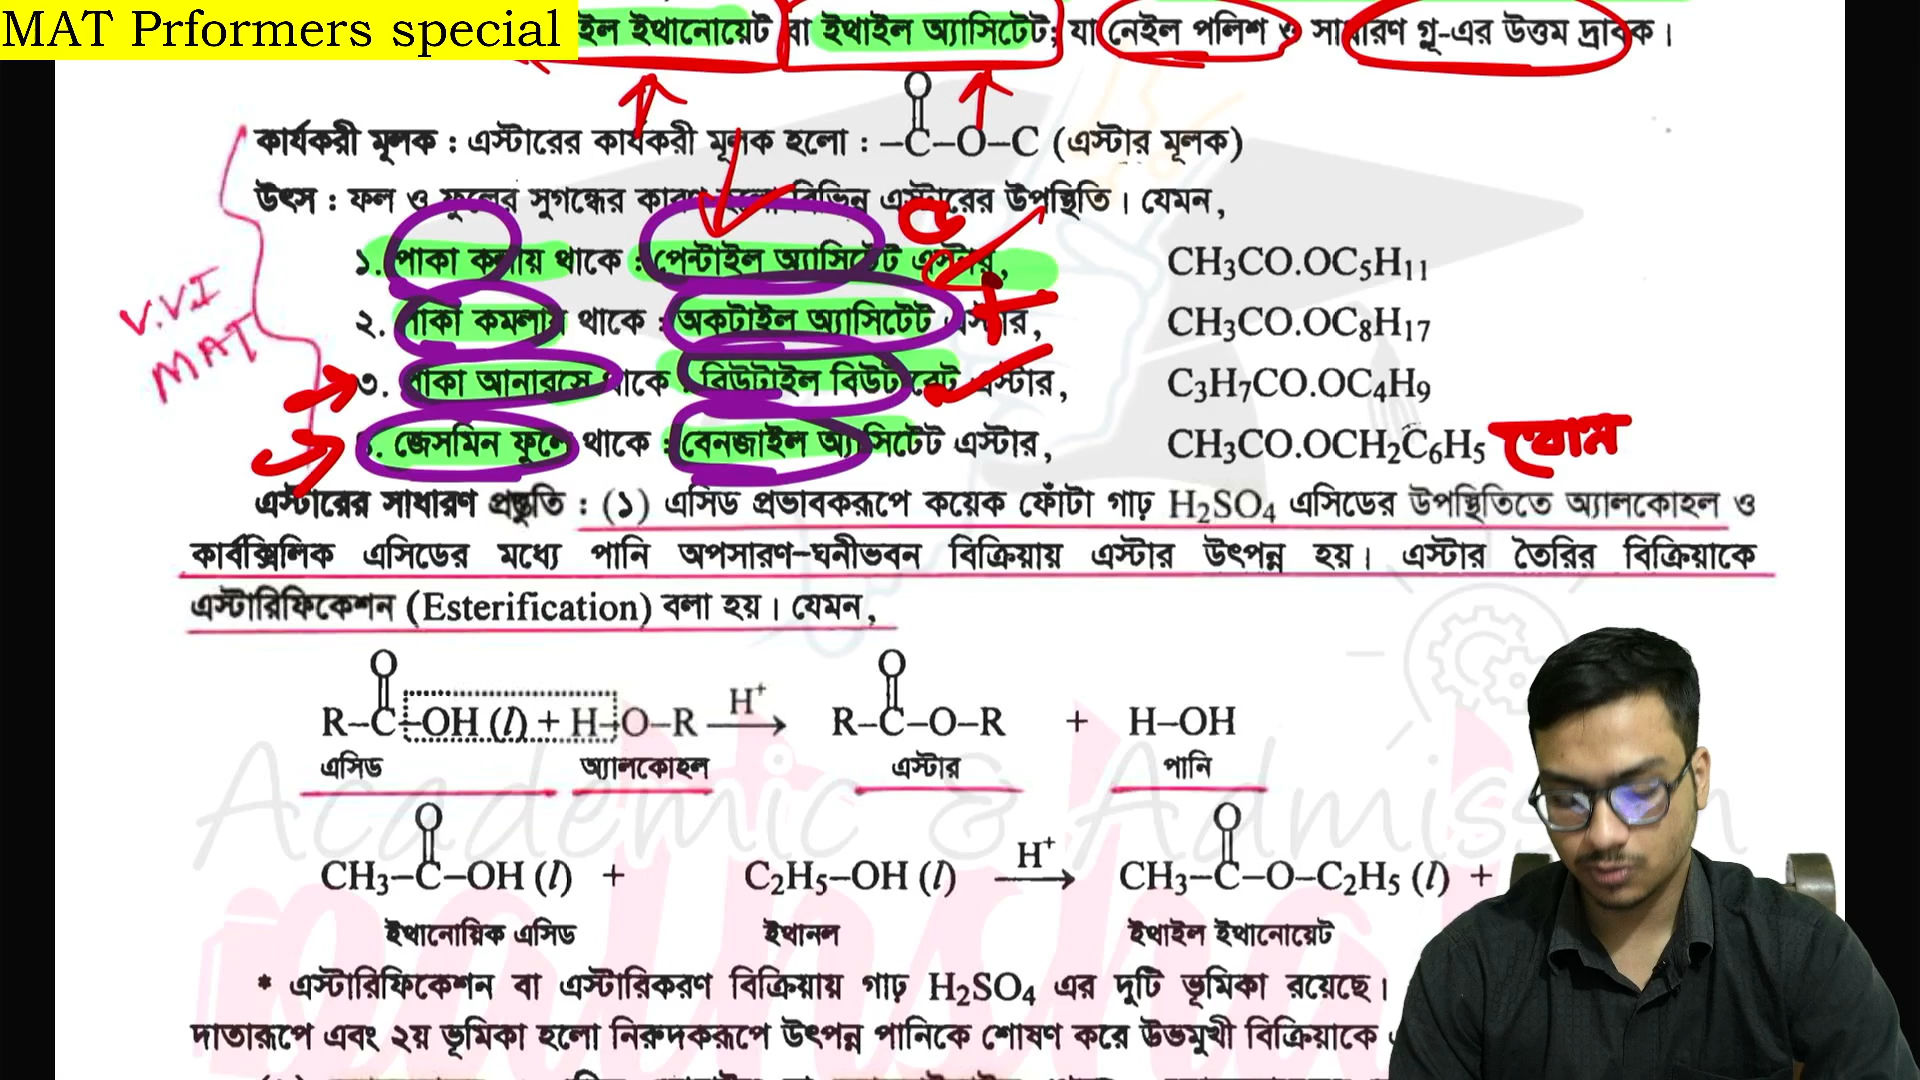 MAT Prformers special
ইল ইথানোয়েট বা ইথাইল অ্যাসিটেট; যা নেইল পলিশ ও সাধারণ গ্লু-এর উত্তম দ্রাবক।
O
কার্যকরী মূলক : এস্টারের কার্যকরী মূলক হলো : –C–O–C (এস্টার মূলক)
উৎস : ফল ও ফুলের সুগন্ধের কারণ হলো বিভিন্ন এস্টারের উপস্থিতি। যেমন,
১. পাকা কলায় থাকে : পেন্টাইল অ্যাসিটেট এস্টার, CH₃CO.OC₅H₁₁
২. পাকা কমলায় থাকে : অকটাইল অ্যাসিটেট এস্টার, CH₃CO.OC₈H₁₇
৩. পাকা আনারসে থাকে : বিউটাইল বিউটারেট এস্টার, C₃H₇CO.OC₄H₉
. জেসমিন ফুলে থাকে : বেনজাইল অ্যাসিটেট এস্টার, CH₃CO.OCH₂C₆H₅
V.VI
MAT
এস্টারের সাধারণ প্রস্তুতি : (১) এসিড প্রভাবকরূপে কয়েক ফোঁটা গাঢ় H₂SO₄ এসিডের উপস্থিতিতে অ্যালকোহল ও
কার্বক্সিলিক এসিডের মধ্যে পানি অপসারণ-ঘনীভবন বিক্রিয়ায় এস্টার উৎপন্ন হয়। এস্টার তৈরির বিক্রিয়াকে
এস্টারিফিকেশন (Esterification) বলা হয়। যেমন,
O O
R–C–OH (l) + H–O–R H⁺ → R–C–O–R + H–OH
এসিড অ্যালকোহল এস্টার পানি
Academic & Admiss
O O
CH₃–C–OH (l) + C₂H₅–OH (l) H⁺ → CH₃–C–O–C₂H₅ (l) +
ইথানোয়িক এসিড ইথানল ইথাইল ইথানোয়েট
* এস্টারিফিকেশন বা এস্টারিকরণ বিক্রিয়ায় গাঢ় H₂SO₄ এর দুটি ভূমিকা রয়েছে।
দাতারূপে এবং ২য় ভূমিকা হলো নিরুদকরূপে উৎপন্ন পানিকে শোষণ করে উভমুখী বিক্রিয়াকে